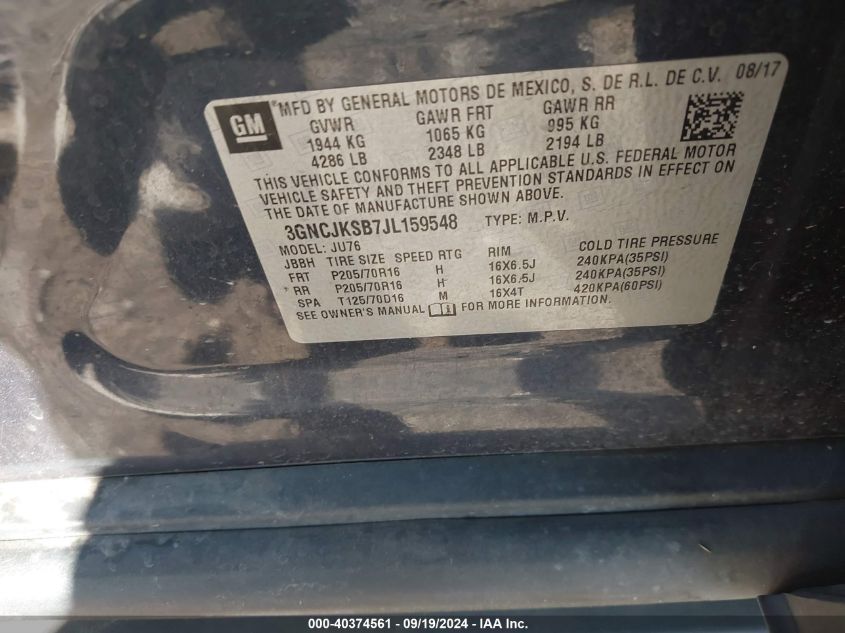 GM
MFD BY GENERAL MOTORS DE MEXICO, S. DE R.L. DE C.V. 08/17
GVWR GAWR FRT GAWR RR
1944 KG 1065 KG 995 KG
4286 LB 2348 LB 2194 LB
THIS VEHICLE CONFORMS TO ALL APPLICABLE U.S. FEDERAL MOTOR
VEHICLE SAFETY AND THEFT PREVENTION STANDARDS IN EFFECT ON
THE DATE OF MANUFACTURE SHOWN ABOVE.
3GNCJKSB7JL159548 TYPE: M.P.V.
MODEL: JU76
JBBH TIRE SIZE SPEED RTG RIM COLD TIRE PRESSURE
FRT P205/70R16 H 16X6.5J 240KPA(35PSI)
RR P205/70R16 H 16X6.5J 240KPA(35PSI)
SPA T125/70D16 M 16X4T 420KPA(60PSI)
SEE OWNER'S MANUAL FOR MORE INFORMATION.
000-40374561 - 09/19/2024 - IAA Inc.